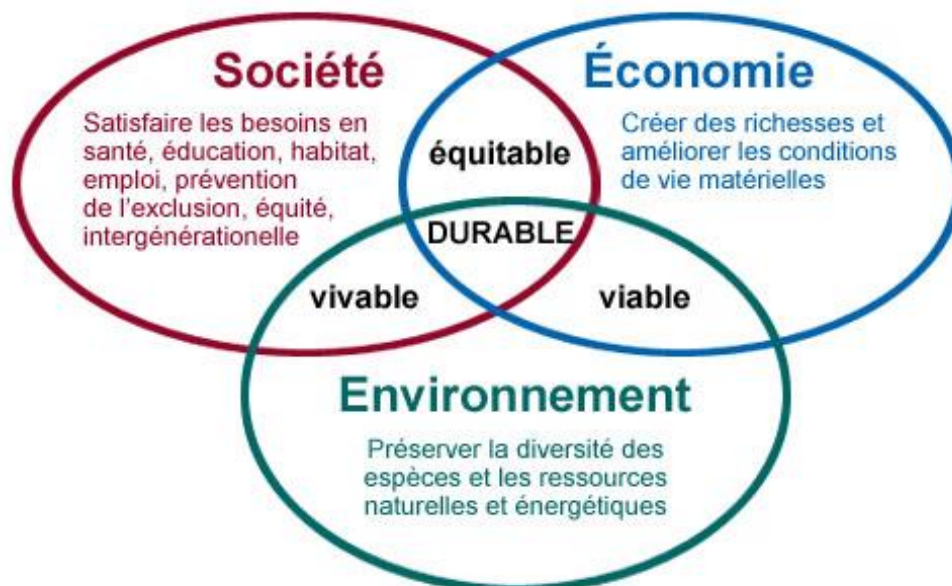 Société
Satisfaire les besoins en
santé, éducation, habitat,
emploi, prévention
de l'exclusion, équité,
intergénérationelle
équitable
Économie
Créer des richesses et
améliorer les conditions
de vie matérielles
DURABLE
vivable
viable
Environnement
Préserver la diversité des
espèces et les ressources
naturelles et énergétiques